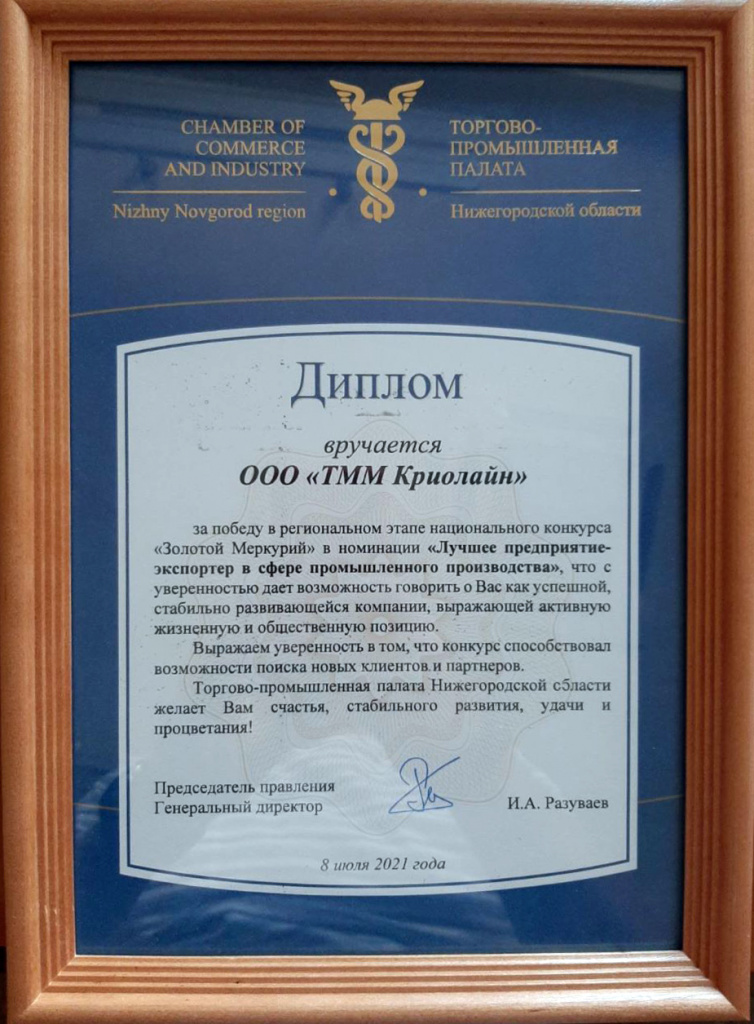 CHAMBER OF
COMMERCE
AND INDUSTRY
Nizhny Novgorod region
ТОРГОВО-
ПРОМЫШЛЕННАЯ
ПАЛАТА
Нижегородской области
Диплом
вручается
ООО «ТММ Криолайн»
за победу в региональном этапе национального конкурса
«Золотой Меркурий» в номинации «Лучшее предприятие-
экспортер в сфере промышленного производства», что с
уверенностью дает возможность говорить о Вас как успешной,
стабильно развивающейся компании, выражающей активную
жизненную и общественную позицию.
Выражаем уверенность в том, что конкурс способствовал
возможности поиска новых клиентов и партнеров.
Торгово-промышленная палата Нижегородской области
желает Вам счастья, стабильного развития, удачи и
процветания!
Председатель правления
Генеральный директор
И.А. Разуваев
8 июля 2021 года